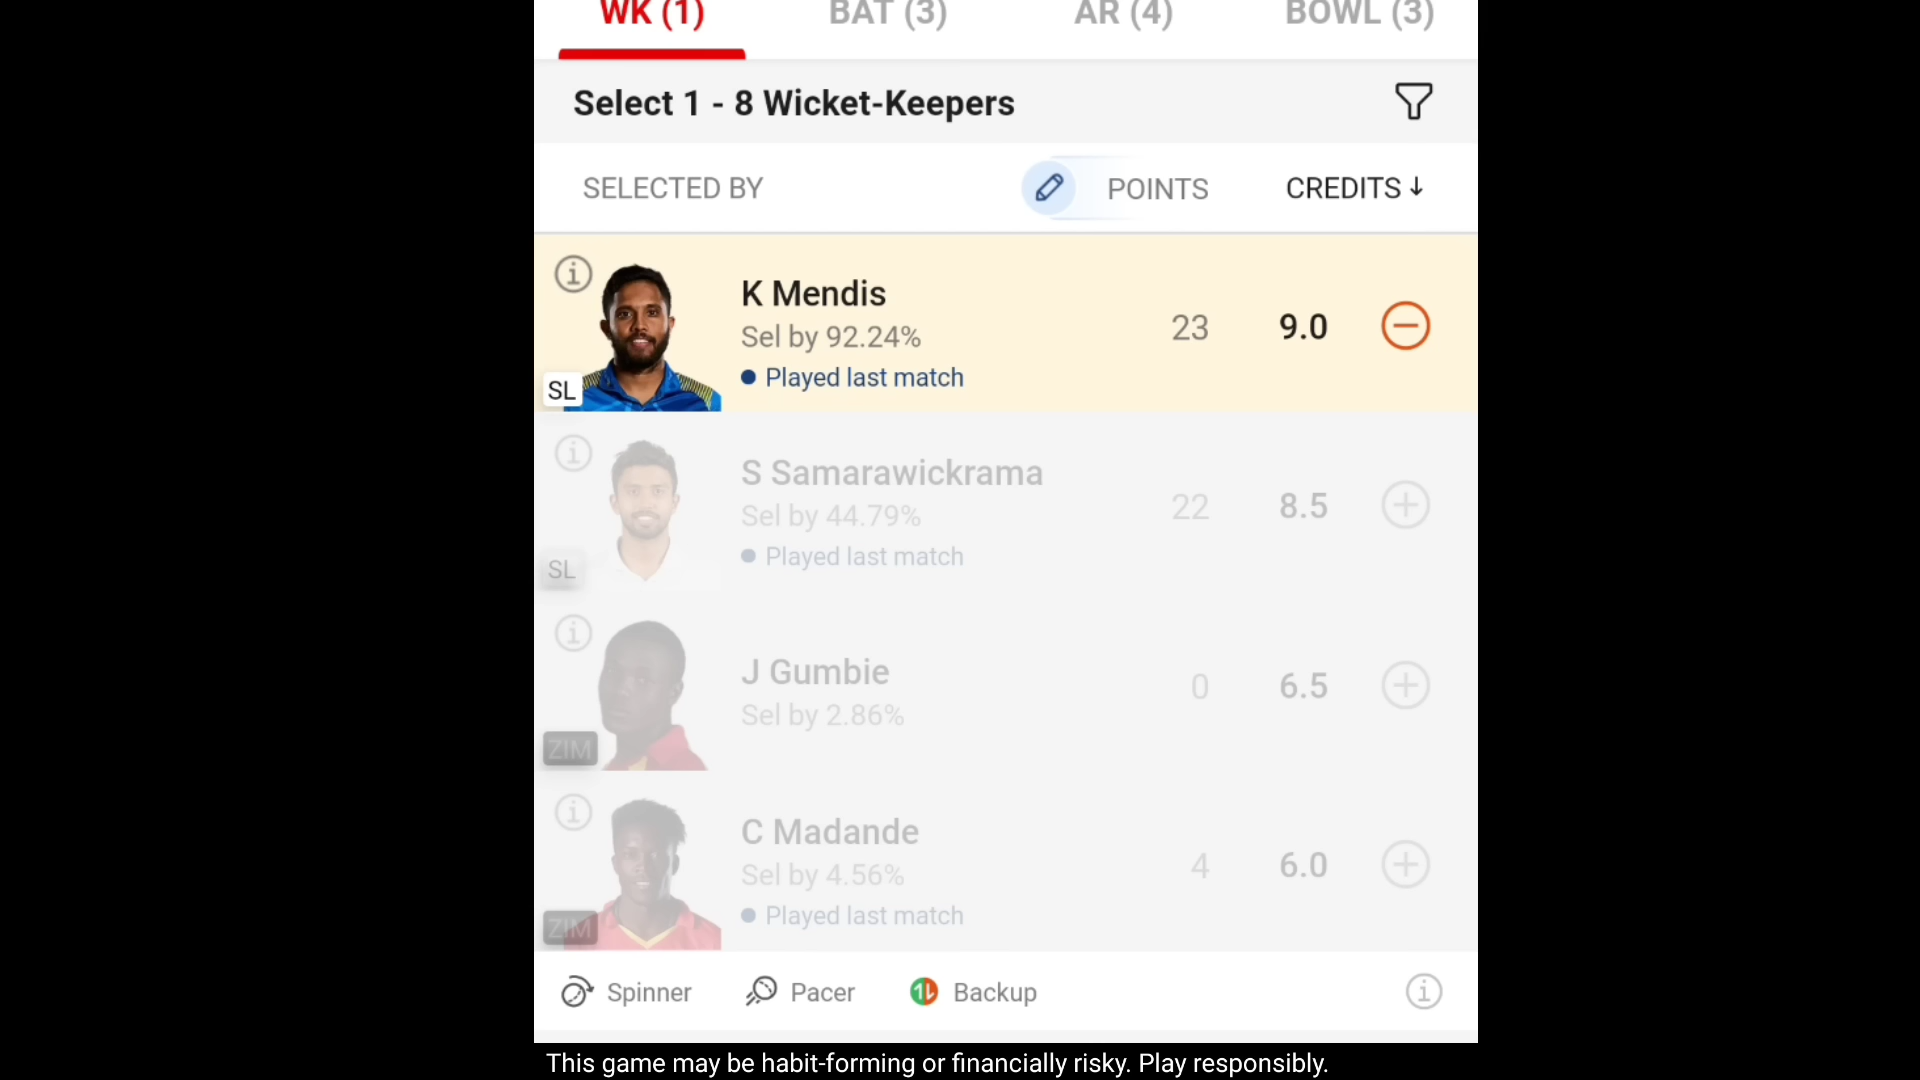 WK (1) BAT (3) AR (4) BOWL (3)
Select 1 - 8 Wicket-Keepers
SELECTED BY POINTS CREDITS ↓
K Mendis
Sel by 92.24% 23 9.0
Played last match
SL
S Samarawickrama
Sel by 44.79% 22 8.5
Played last match
SL
J Gumbie
Sel by 2.86% 0 6.5
ZIM
C Madande
Sel by 4.56% 4 6.0
Played last match
ZIM
Spinner Pacer Backup
This game may be habit-forming or financially risky. Play responsibly.